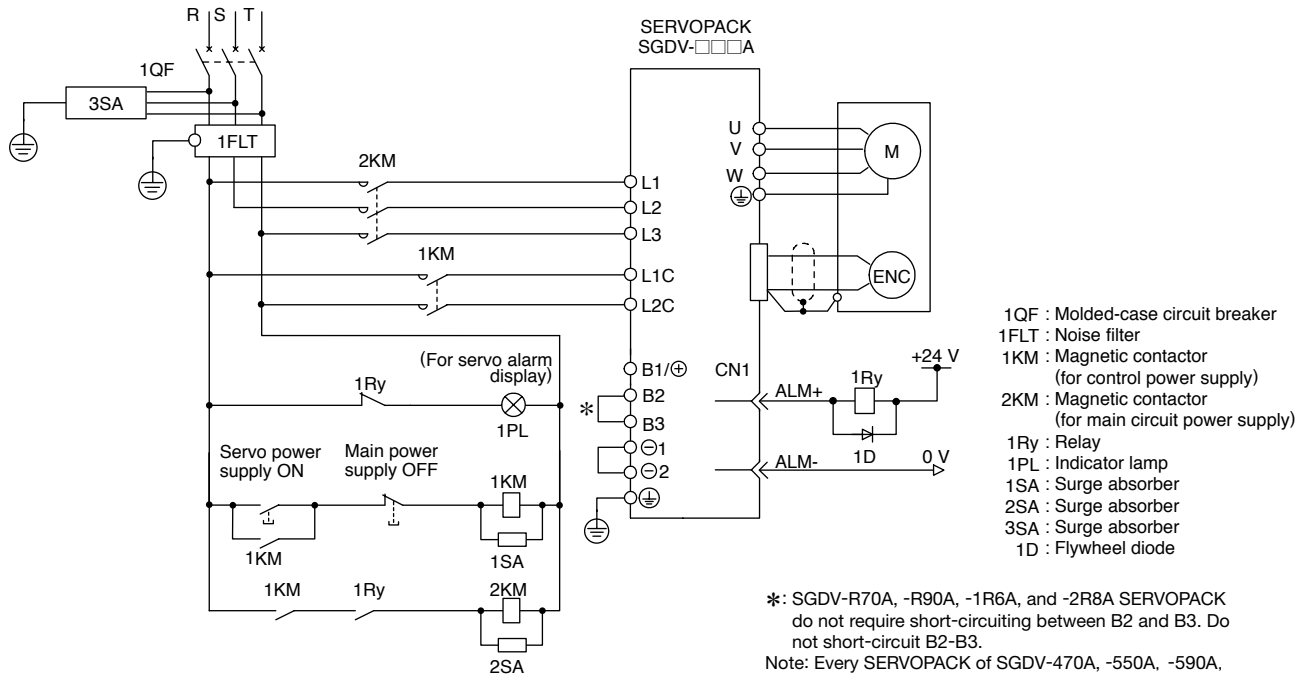 R S T
SERVOPACK
SGDV-□□□A
1QF
3SA
1FLT
U
V
W
M
2KM
L1
L2
L3
1KM
L1C
L2C
ENC
(For servo alarm
display)
1Ry
1PL
B1/⊕
B2
*
B3
⊖1
⊖2
CN1
ALM+
1Ry
+24 V
1D
ALM-
0 V
Servo power
supply ON
Main power
supply OFF
1KM
1KM
1SA
1KM
1Ry
2KM
2SA
1QF : Molded-case circuit breaker
1FLT : Noise filter
1KM : Magnetic contactor
(for control power supply)
2KM : Magnetic contactor
(for main circuit power supply)
1Ry : Relay
1PL : Indicator lamp
1SA : Surge absorber
2SA : Surge absorber
3SA : Surge absorber
1D : Flywheel diode
*: SGDV-R70A, -R90A, -1R6A, and -2R8A SERVOPACK
do not require short-circuiting between B2 and B3. Do
not short-circuit B2-B3.
Note: Every SERVOPACK of SGDV-470A, -550A, -590A,